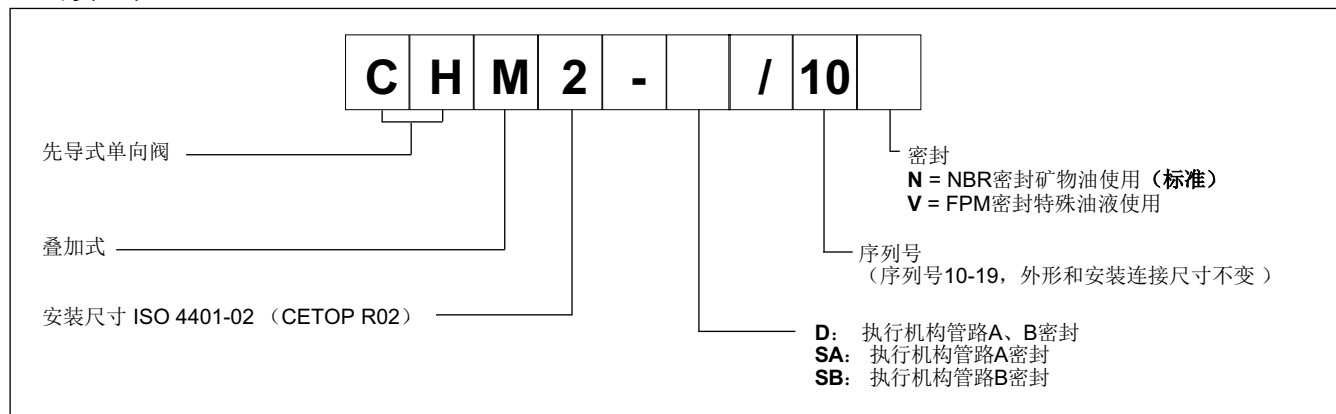 C H M 2 - / 10
先导式单向阀
叠加式
安装尺寸 ISO 4401-02 （CETOP R02）
密封
N = NBR密封矿物油使用（标准）
V = FPM密封特殊油液使用
序列号
（序列号10-19，外形和安装连接尺寸不变 ）
D： 执行机构管路A、B密封
SA： 执行机构管路A密封
SB： 执行机构管路B密封